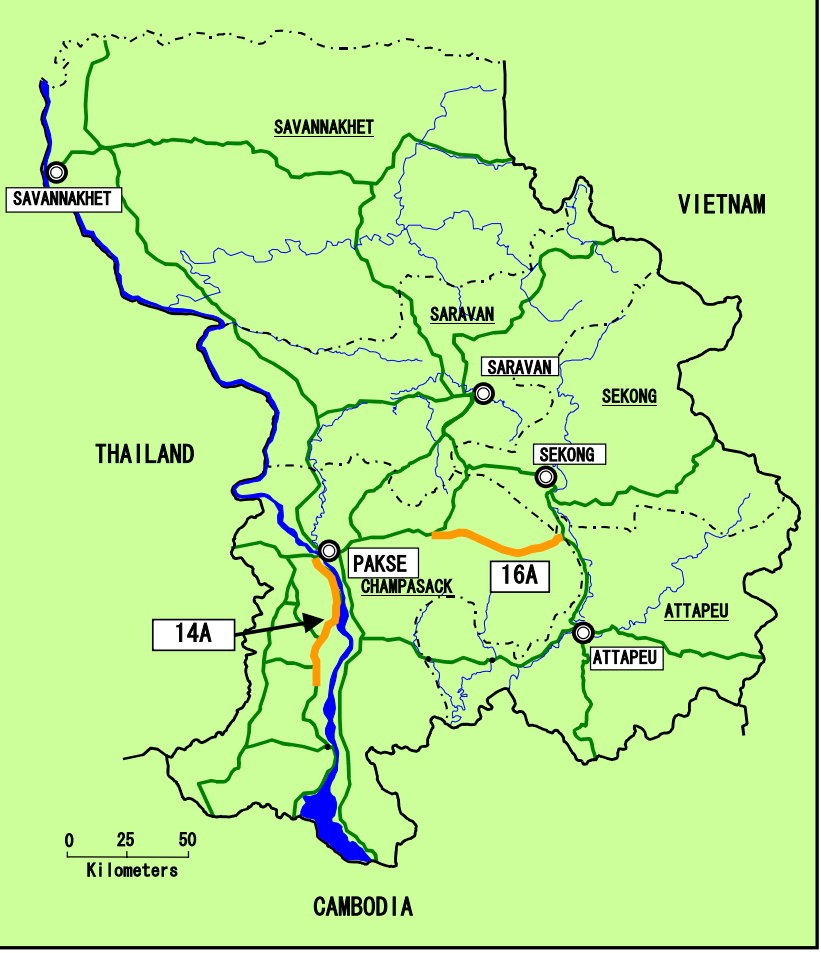 SAVANNAKHET
SAVANNAKHET
VIETNAM
SARAVAN
SARAVAN
SEKONG
THAILAND
SEKONG
PAKSE
16A
CHAMPASACK
ATTAPEU
14A
ATTAPEU
0 25 50
Kilometers
CAMBODIA